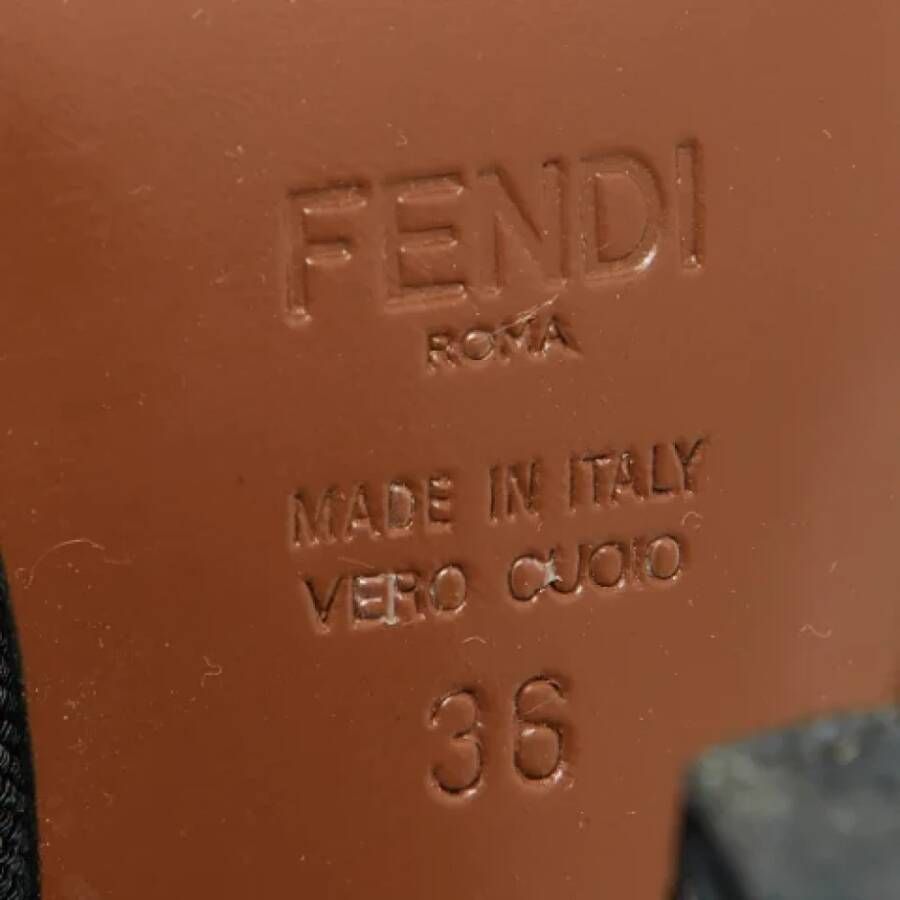 FENDI
ROMA
MADE IN ITALY
VERO CUOIO
36